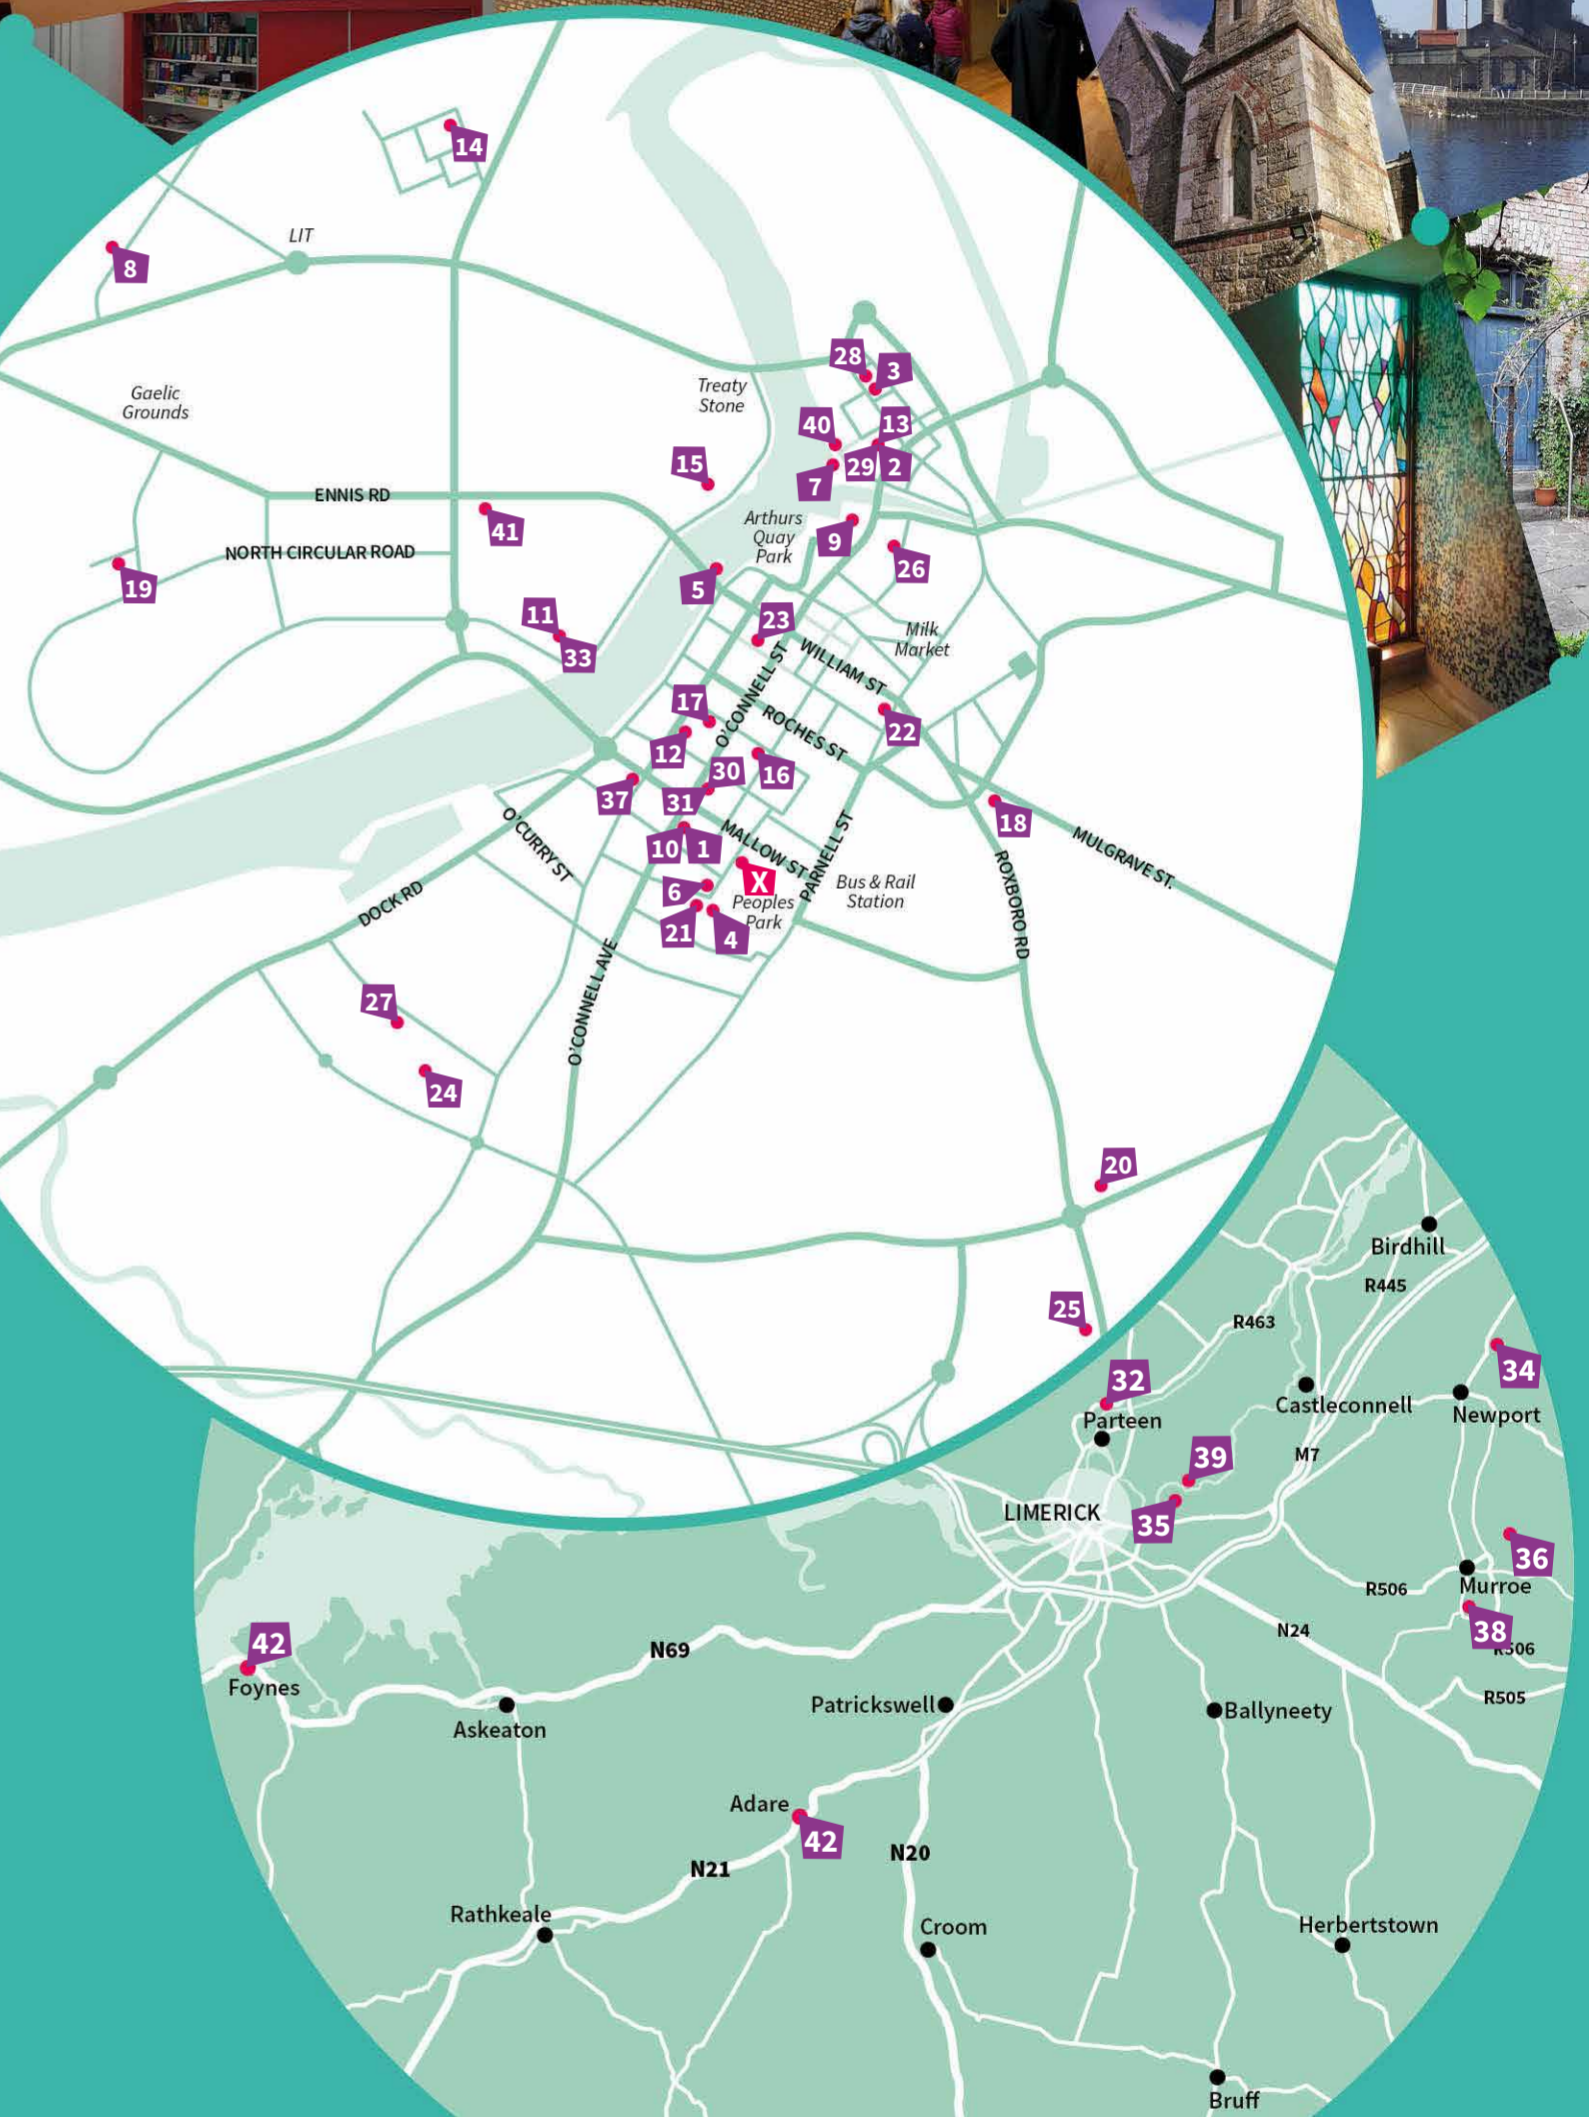 14
LIT
8
28
3
Gaelic
Grounds
Treaty
Stone
40
13
15
29
2
7
ENNIS RD
41
Arthurs
Quay
Park
9
NORTH CIRCULAR ROAD
26
19
5
11
23
33
Milk
Market
WILLIAM ST
O'CONNELL ST
17
ROCHES ST
22
12
30
16
37
31
18
O'CURRY ST
MALLOW ST
PARNELL ST
MULGRAVE ST.
10
1
ROXBORO RD
X
6
Bus & Rail
Station
DOCK RD
Peoples
Park
21
4
O'CONNELL AVE
27
24
20
Birdhill
R445
25
R463
34
32
Castleconnell
Parteen
Newport
39
M7
LIMERICK
35
36
R506
Murroe
42
N69
N24
38
R506
Foynes
R505
Patrickswell
Ballyneety
Askeaton
Adare
42
N20
N21
Rathkeale
Croom
Herbertstown
Bruff